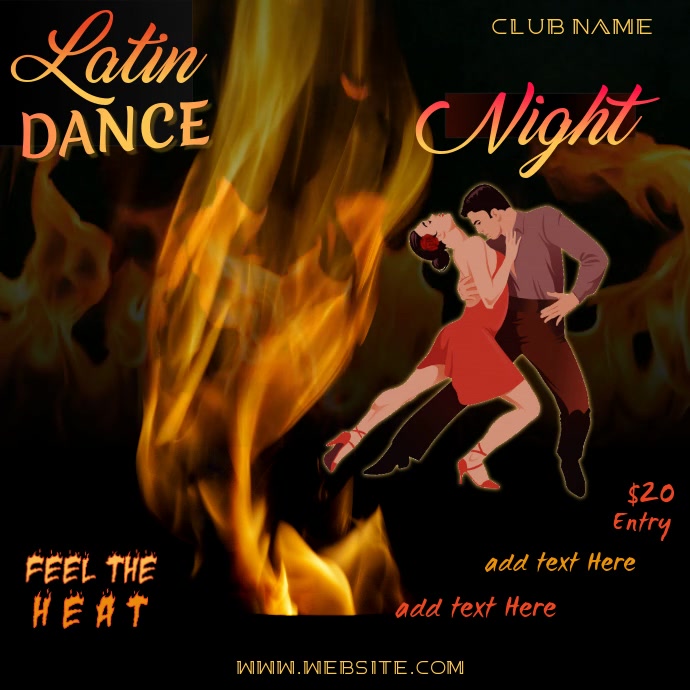 CLUB NAME
Latin
DANCE
Night
$20
Entry
add text Here
add text Here
FEEL THE
HEAT
WWW.WEBSITE.COM